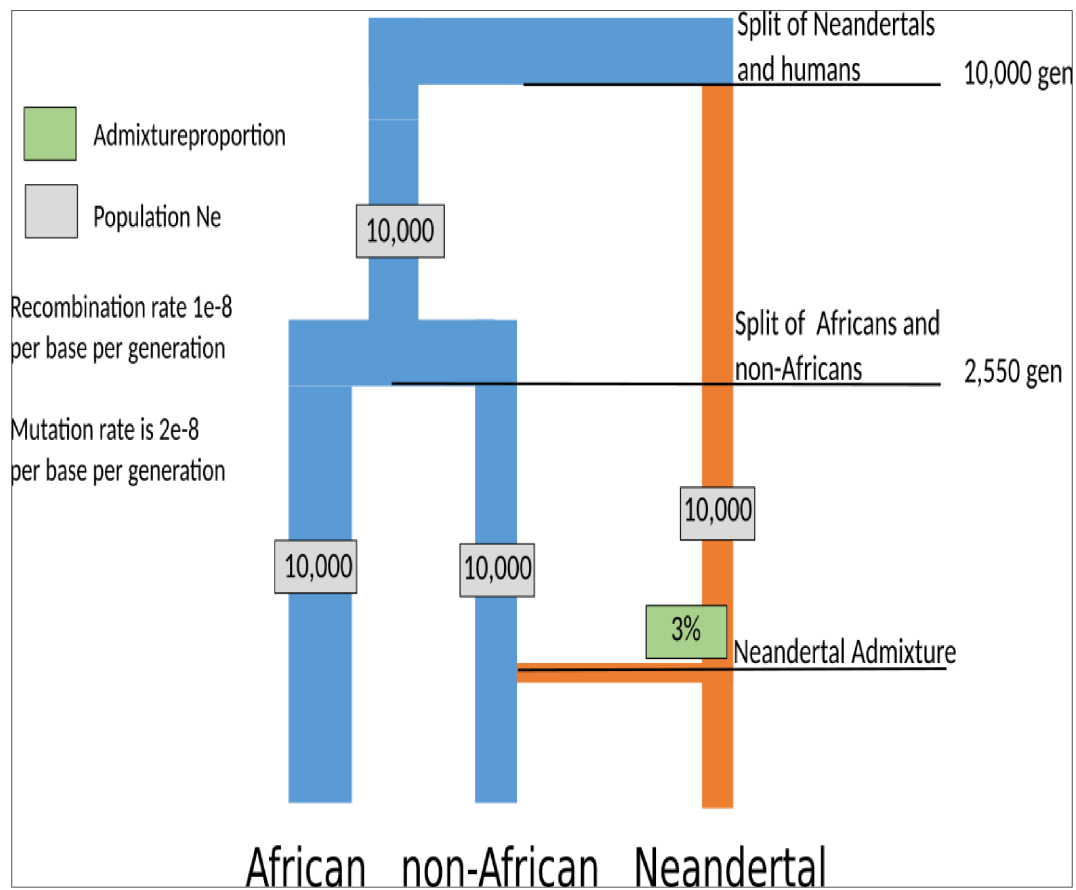 Split of Neandertals
and humans
10,000 gen
Admixtureproportion
Population Ne
10,000
Recombination rate 1e-8
per base per generation
Split of Africans and
non-Africans
2,550 gen
Mutation rate is 2e-8
per base per generation
10,000
10,000
10,000
3%
Neandertal Admixture
African non-African Neandertal